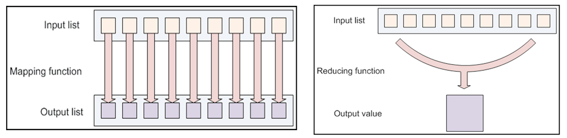 Input list
Mapping function
Output list
Input list
Reducing function
Output value